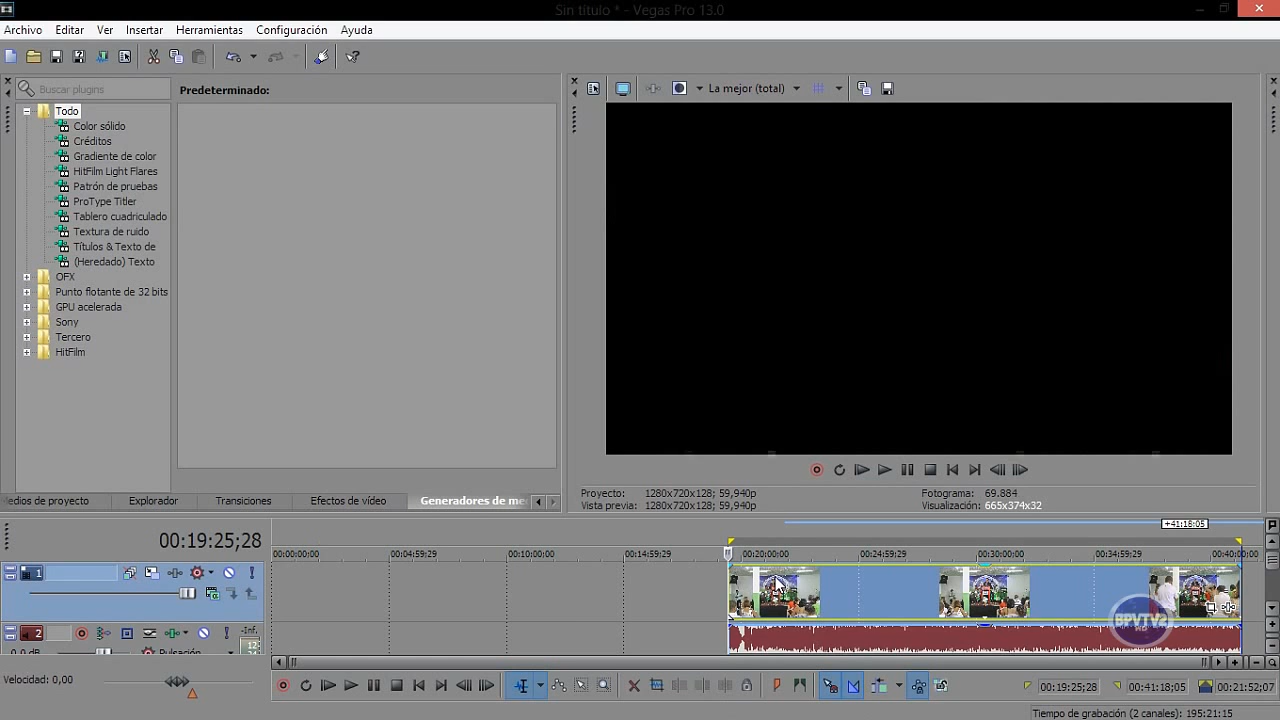 Sin título * - Vegas Pro 13.0
Archivo Editar Ver Insertar Herramientas Configuración Ayuda
Buscar plugins
Predeterminado:
La mejor (total)
Todo
Color sólido
Créditos
Gradiente de color
HitFilm Light Flares
Patrón de pruebas
ProType Titler
Tablero cuadriculado
Textura de ruido
Títulos & Texto de
(Heredado) Texto
OFX
Punto flotante de 32 bits
GPU acelerada
Sony
Tercero
HitFilm
Medios de proyecto Explorador Transiciones Efectos de vídeo Generadores de me
Proyecto: 1280x720x128; 59,940p Fotograma: 69.884
Vista previa: 1280x720x128; 59,940p Visualización: 665x374x32
+41:18:05
00:19:25;28
00:00:00:00 00:04:59:29 00:10:00:00 00:14:59:29 00:20:00:00 00:24:59:29 00:30:00:00 00:34:59:29 00:40:00:00
1
2
-Inf.
12
0,0 dB
Pulsación
BPVTV2
HD
Velocidad: 0,00
00:19:25;28 00:41:18;05 00:21:52;07
Tiempo de grabación (2 canales): 195:21:15